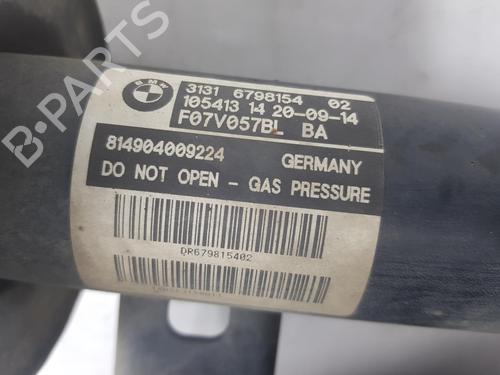 BMW
3131 6798154 02
105413 14 20-09-14
F07V057BL BA
814904009224 GERMANY
DO NOT OPEN - GAS PRESSURE
DR679815402